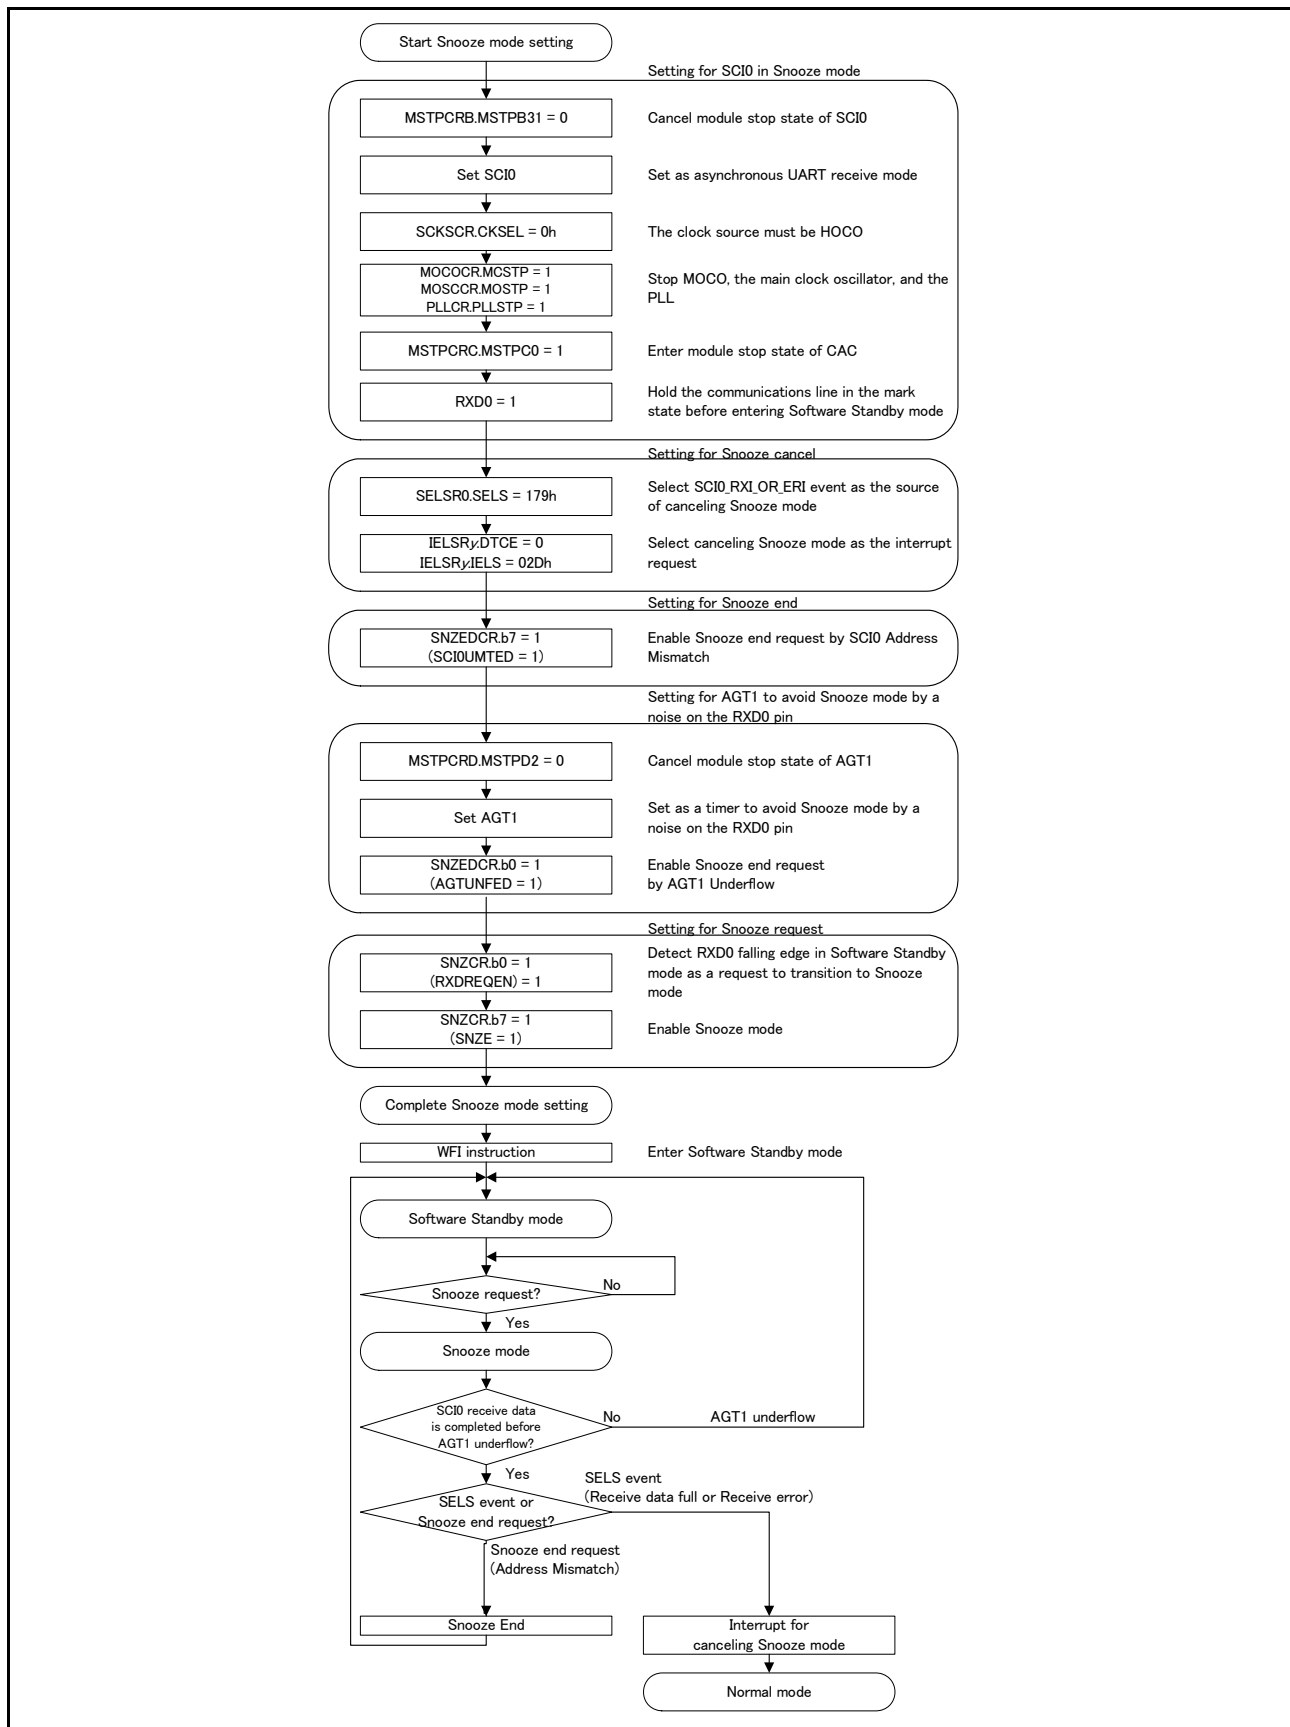 Start Snooze mode setting
Setting for SCI0 in Snooze mode
MSTPCRB.MSTPB31 = 0
Cancel module stop state of SCI0
Set SCI0
Set as asynchronous UART receive mode
SCKSCR.CKSEL = 0h
The clock source must be HOCO
MOCOCR.MCSTP = 1
MOSCCR.MOSTP = 1
PLLCR.PLLSTP = 1
Stop MOCO, the main clock oscillator, and the
PLL
MSTPCRC.MSTPC0 = 1
Enter module stop state of CAC
RXD0 = 1
Hold the communications line in the mark
state before entering Software Standby mode
Setting for Snooze cancel
SELSR0.SELS = 179h
Select SCI0_RXI_OR_ERI event as the source
of canceling Snooze mode
IELSRy.DTCE = 0
IELSRy.IELS = 02Dh
Select canceling Snooze mode as the interrupt
request
Setting for Snooze end
SNZEDCR.b7 = 1
(SCI0UMTED = 1)
Enable Snooze end request by SCI0 Address
Mismatch
Setting for AGT1 to avoid Snooze mode by a
noise on the RXD0 pin
MSTPCRD.MSTPD2 = 0
Cancel module stop state of AGT1
Set AGT1
Set as a timer to avoid Snooze mode by a
noise on the RXD0 pin
SNZEDCR.b0 = 1
(AGTUNFED = 1)
Enable Snooze end request
by AGT1 Underflow
Setting for Snooze request
SNZCR.b0 = 1
(RXDREQEN) = 1
Detect RXD0 falling edge in Software Standby
mode as a request to transition to Snooze
mode
SNZCR.b7 = 1
(SNZE = 1)
Enable Snooze mode
Complete Snooze mode setting
WFI instruction
Enter Software Standby mode
Software Standby mode
Snooze request?
No
Yes
Snooze mode
SCI0 receive data
is completed before
AGT1 underflow?
No
AGT1 underflow
Yes
SELS event or
Snooze end request?
SELS event
(Receive data full or Receive error)
Snooze end request
(Address Mismatch)
Snooze End
Interrupt for
canceling Snooze mode
Normal mode